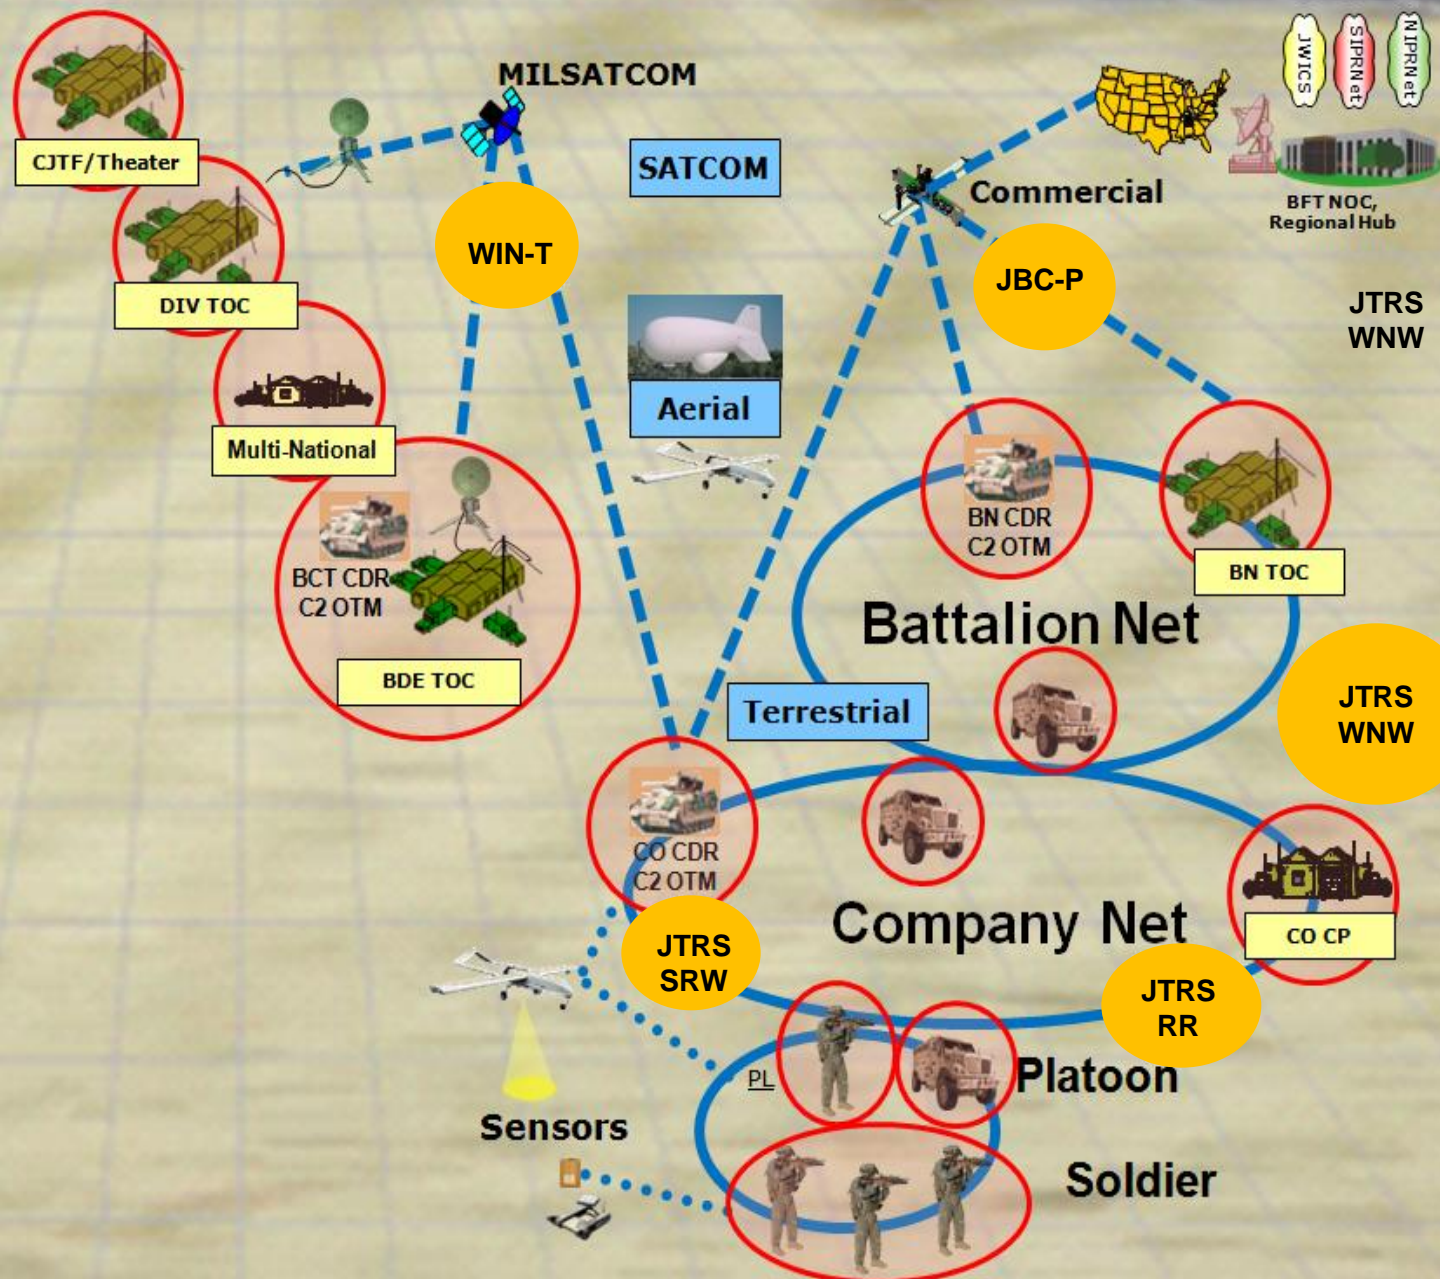 MILSATCOM
JWICS
SIPRNet
NIPRNet
CJTF/Theater
SATCOM
Commercial
BFT NOC,
Regional Hub
WIN-T
JBC-P
DIV TOC
JTRS
WNW
Aerial
Multi-National
BN CDR
C2 OTM
BN TOC
BCT CDR
C2 OTM
Battalion Net
BDE TOC
Terrestrial
JTRS
WNW
CO CDR
C2 OTM
Company Net
CO CP
JTRS
SRW
JTRS
RR
PL
Platoon
Sensors
Soldier